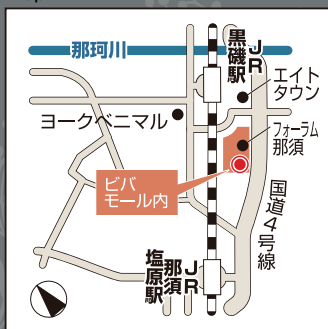 那珂川
JR
黒磯駅
エイト
タウン
ヨークベニマル
フォーラム
那須
ビバ
モール内
国道4号線
JR
那須
塩原駅